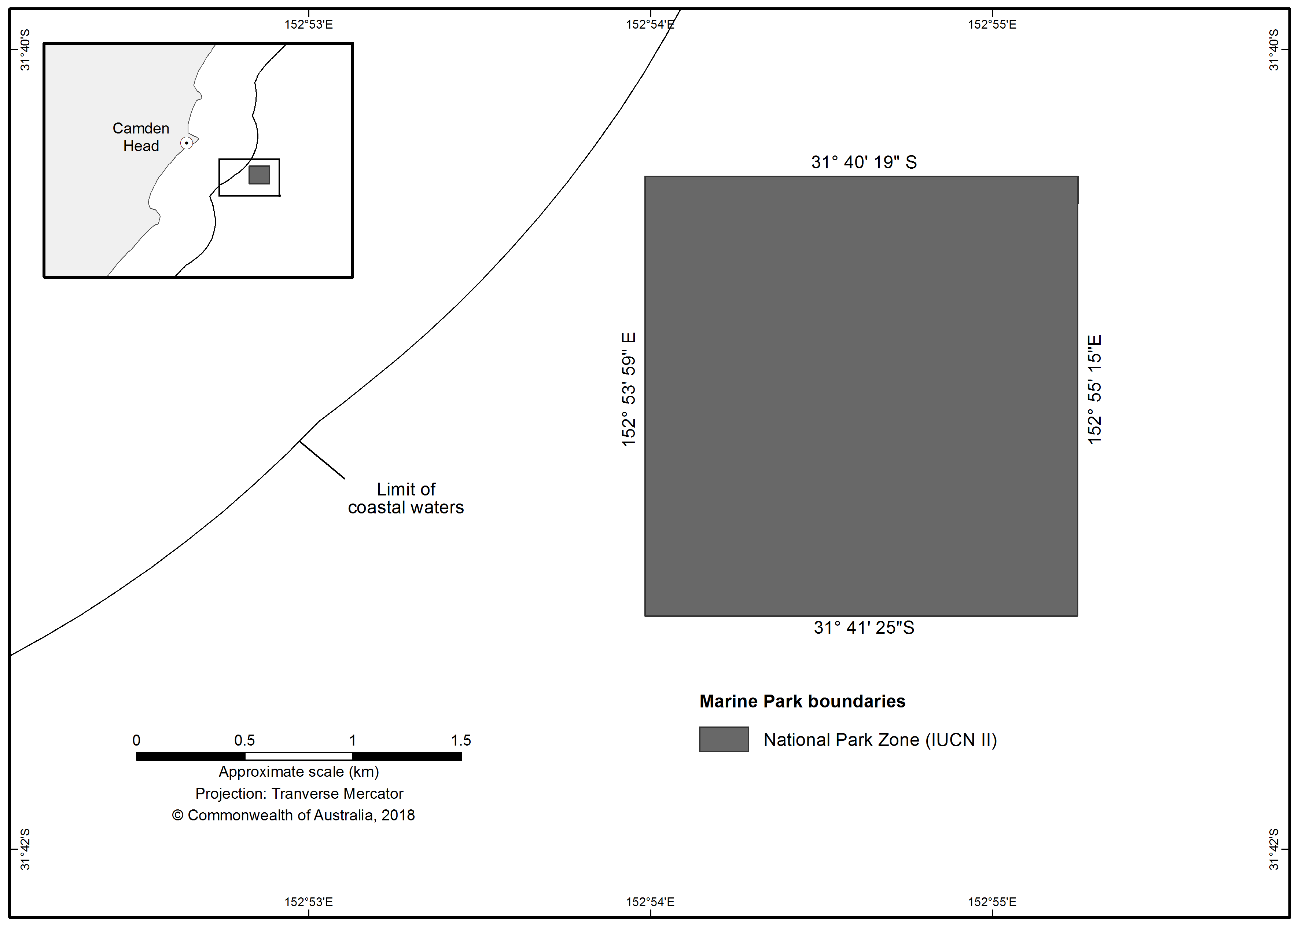 152°53'E
152°54'E
152°55'E
31°40'S
31°40'S
Camden
Head
31° 40' 19" S
152° 53' 59" E
152° 55' 15"E
Limit of
coastal waters
31° 41' 25"S
Marine Park boundaries
National Park Zone (IUCN II)
0
0.5
1
1.5
Approximate scale (km)
Projection: Tranverse Mercator
© Commonwealth of Australia, 2018
31°42'S
31°42'S
152°53'E
152°54'E
152°55'E